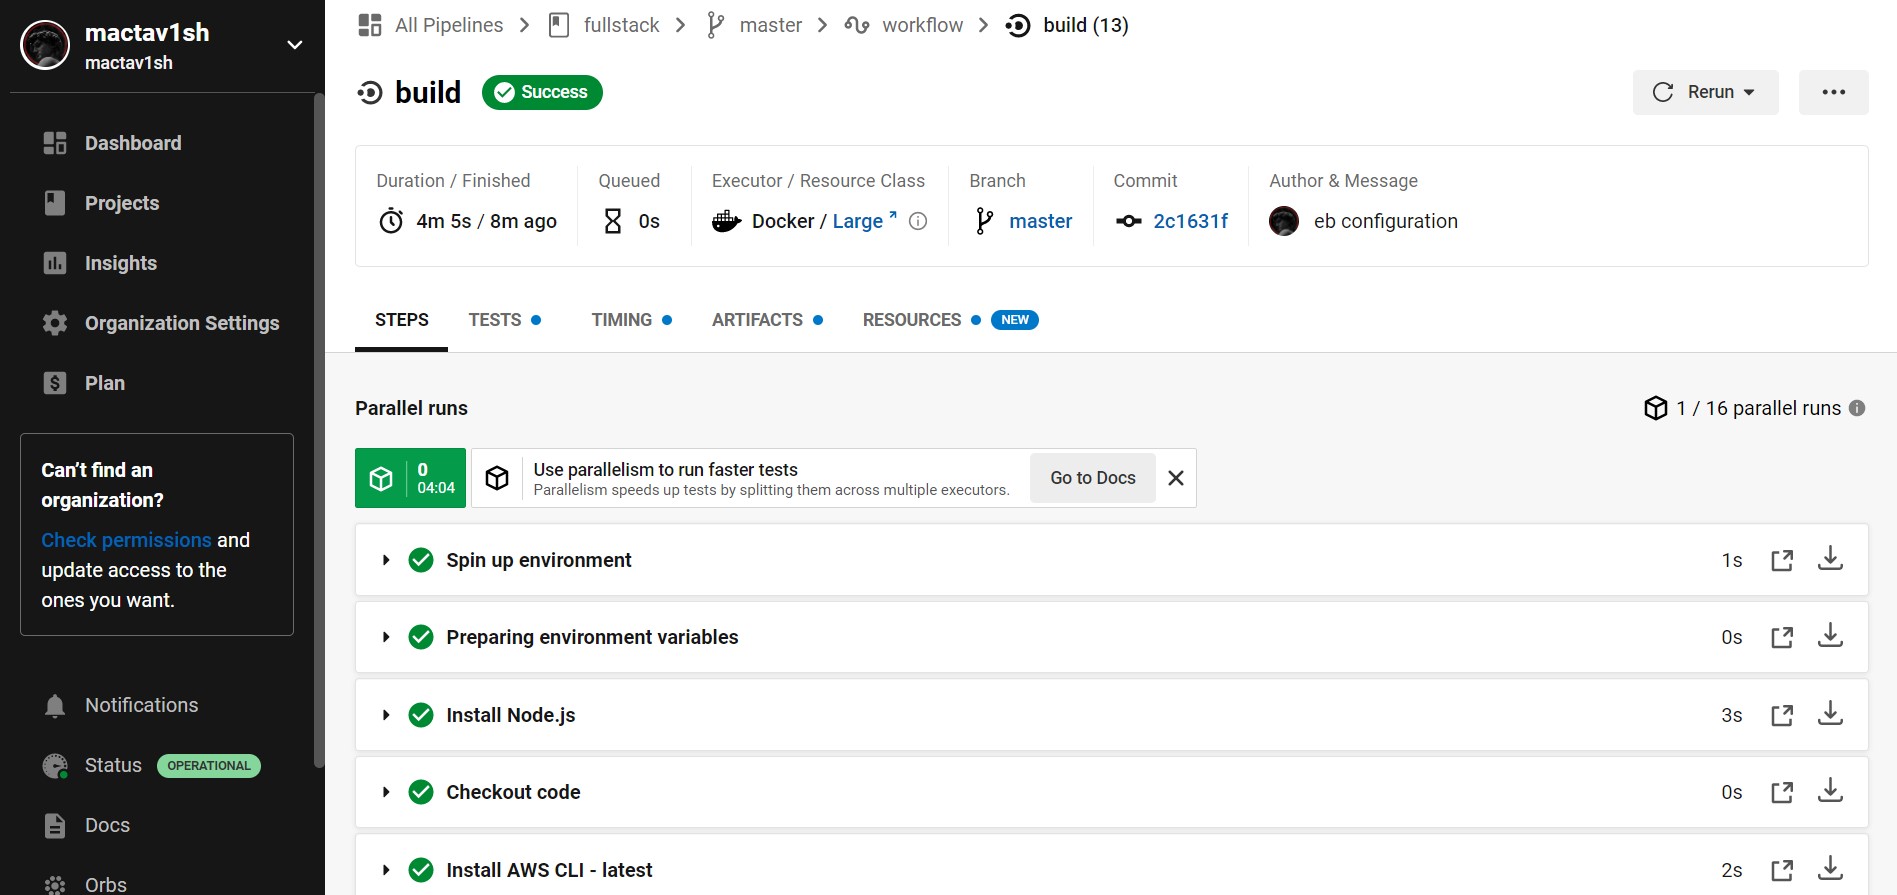 mactav1sh
mactav1sh
Dashboard
Projects
Insights
Organization Settings
Plan
Can't find an
organization?
Check permissions and
update access to the
ones you want.
Notifications
Status OPERATIONAL
Docs
Orbs
All Pipelines fullstack master workflow build (13)
build Success
Rerun
Duration / Finished
4m 5s / 8m ago
Queued
0s
Executor / Resource Class
Docker / Large
Branch
master
Commit
2c1631f
Author & Message
eb configuration
STEPS TESTS TIMING ARTIFACTS RESOURCES NEW
Parallel runs
1 / 16 parallel runs
0
04:04
Use parallelism to run faster tests
Parallelism speeds up tests by splitting them across multiple executors.
Go to Docs
Spin up environment 1s
Preparing environment variables 0s
Install Node.js 3s
Checkout code 0s
Install AWS CLI - latest 2s